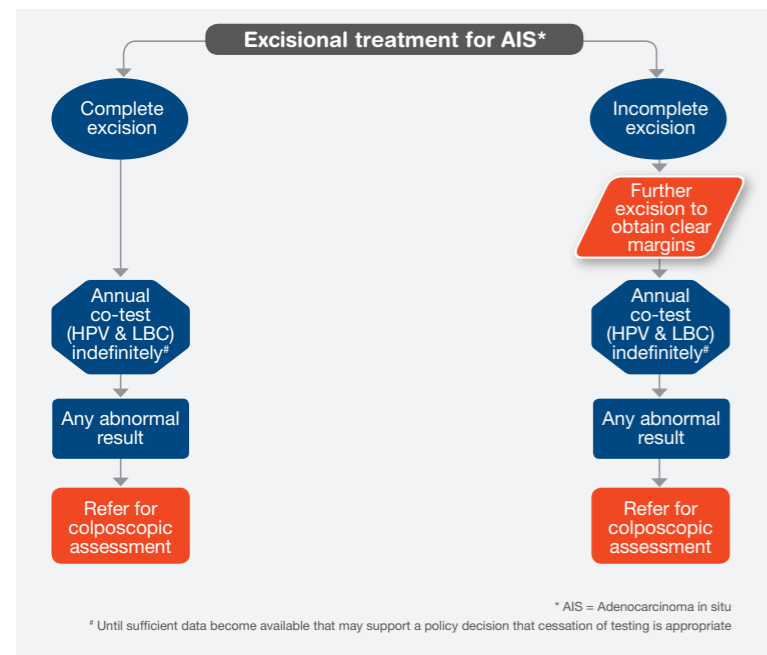 Excisional treatment for AIS*
Complete
excision
Incomplete
excision
Further
excision to
obtain clear
margins
Annual
co-test
(HPV & LBC)
indefinitely#
Annual
co-test
(HPV & LBC)
indefinitely#
Any abnormal
result
Any abnormal
result
Refer for
colposcopic
assessment
Refer for
colposcopic
assessment
* AIS = Adenocarcinoma in situ
# Until sufficient data become available that may support a policy decision that cessation of testing is appropriate